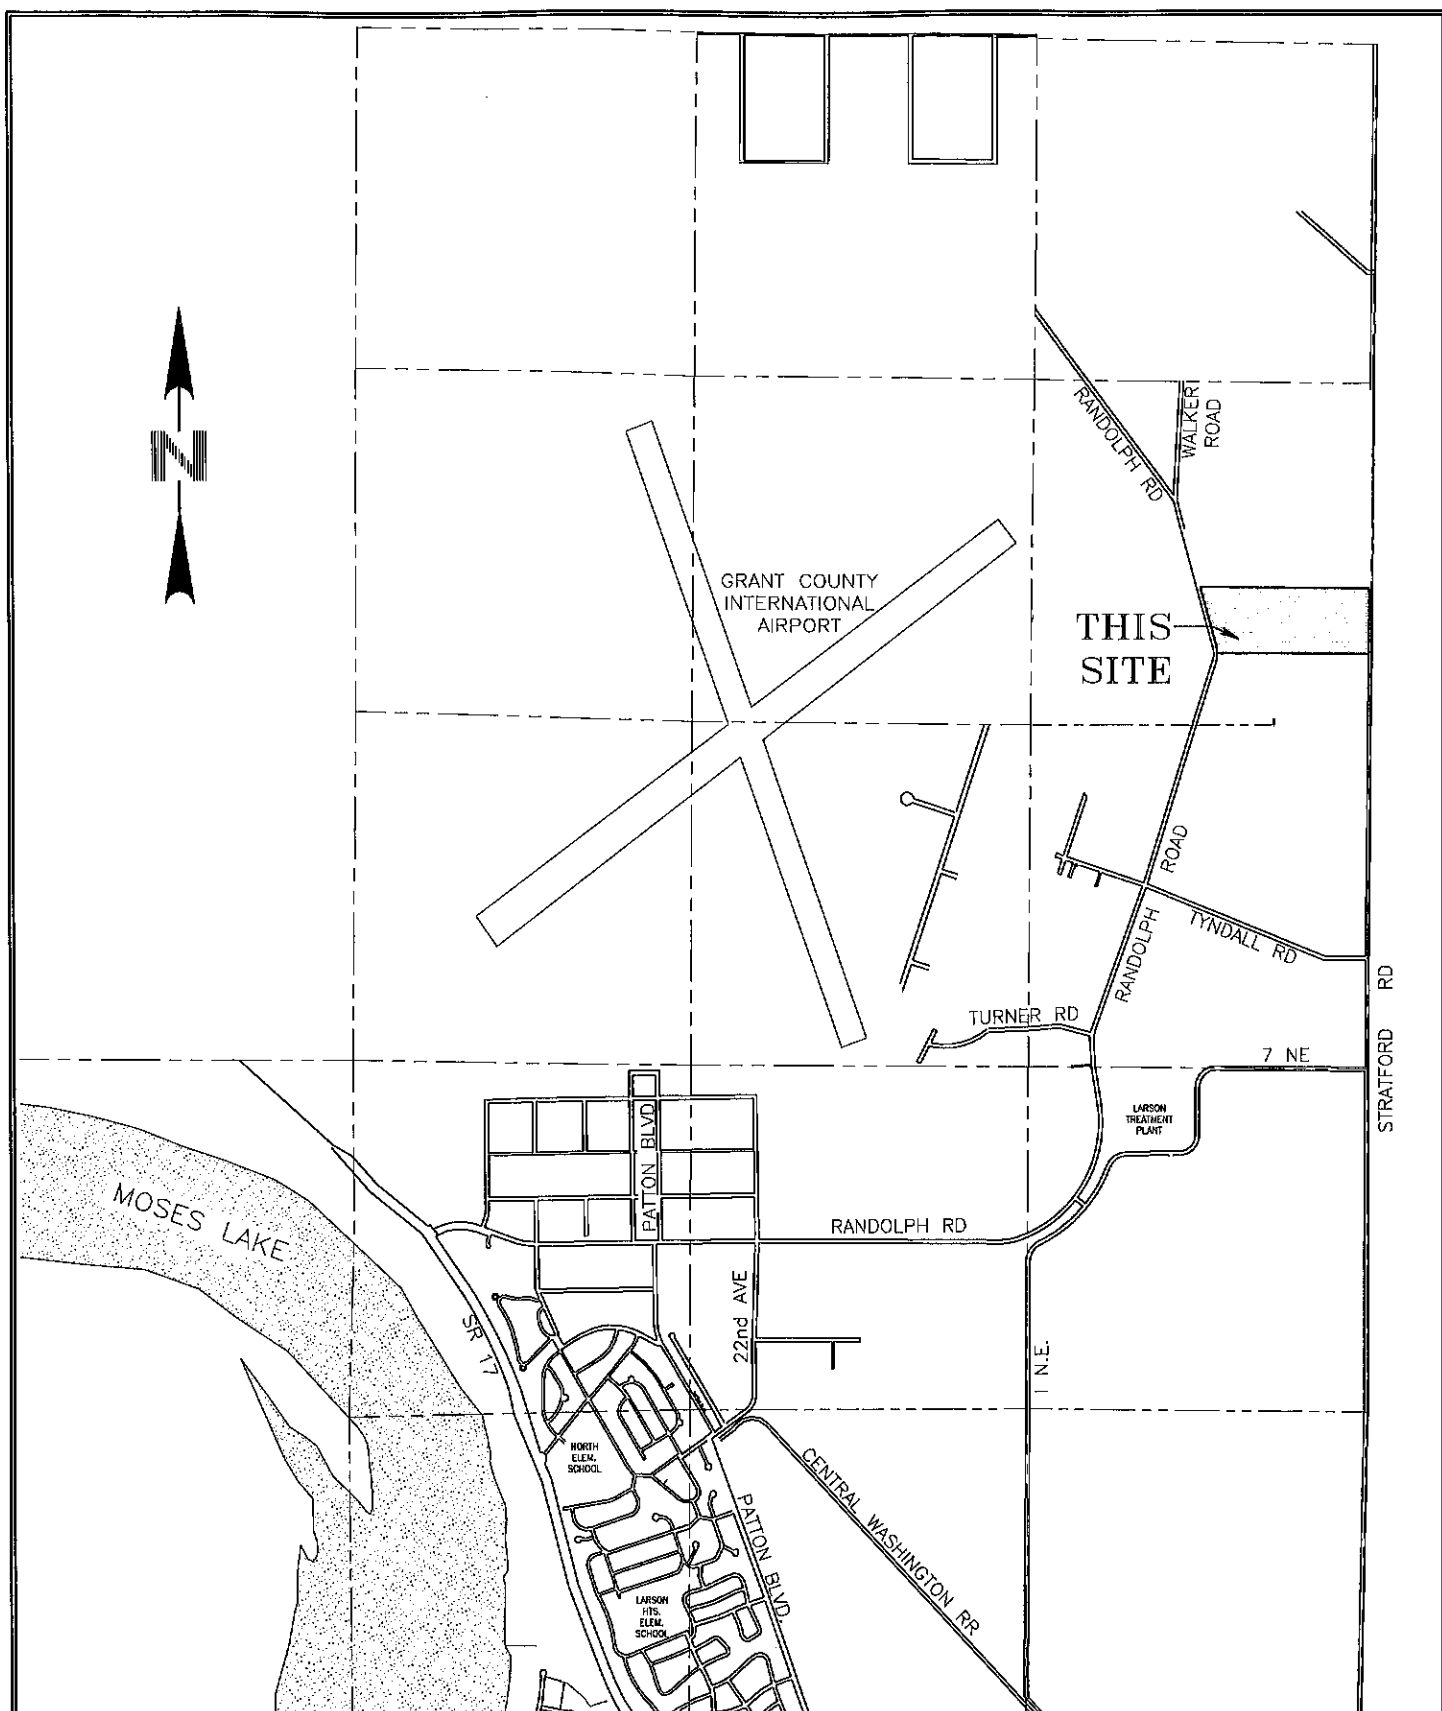 N
RANDOLPH RD
WALKER
ROAD
GRANT COUNTY
INTERNATIONAL
AIRPORT
THIS
SITE
RANDOLPH ROAD
TYNDALL RD
STRATFORD RD
TURNER RD
7 NE
LARSON
TREATMENT
PLANT
PATTON BLVD
MOSES LAKE
RANDOLPH RD
SR 17
22nd AVE
1 N.E.
NORTH
ELEM.
SCHOOL
CENTRAL WASHINGTON RR
PATTON BLVD.
LARSON
HTS.
ELEM.
SCHOOL